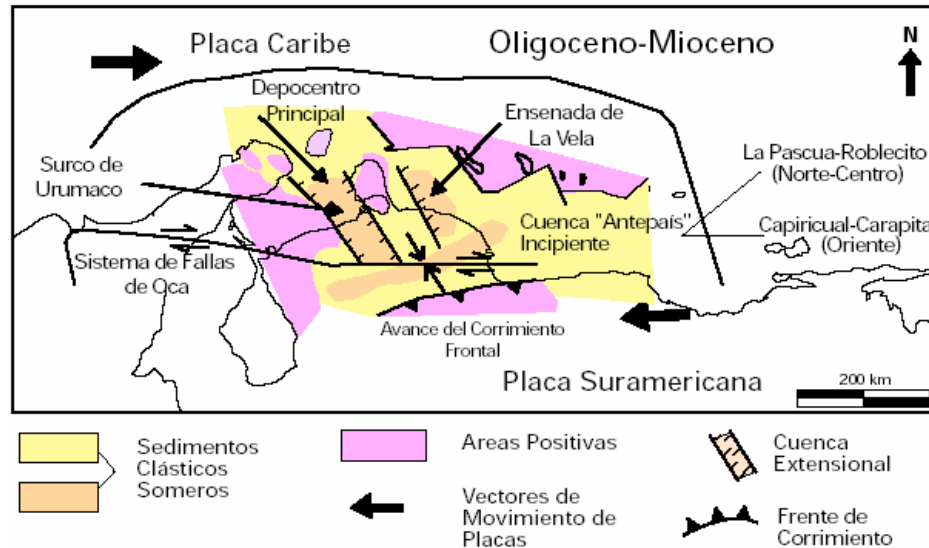 Placa Caribe
Oligoceno-Mioceno
N
Depocentro
Principal
Ensenada de
La Vela
Surco de
Urumaco
La Pascua-Roblecito
(Norte-Centro)
Cuenca "Antepaís"
Incipiente
Capiricual-Carapita
(Oriente)
Sistema de Fallas
de Oca
Avance del Corrimiento
Frontal
Placa Suramericana
200 km
Sedimentos
Clásticos
Someros
Areas Positivas
Vectores de
Movimiento de
Placas
Cuenca
Extensional
Frente de
Corrimiento